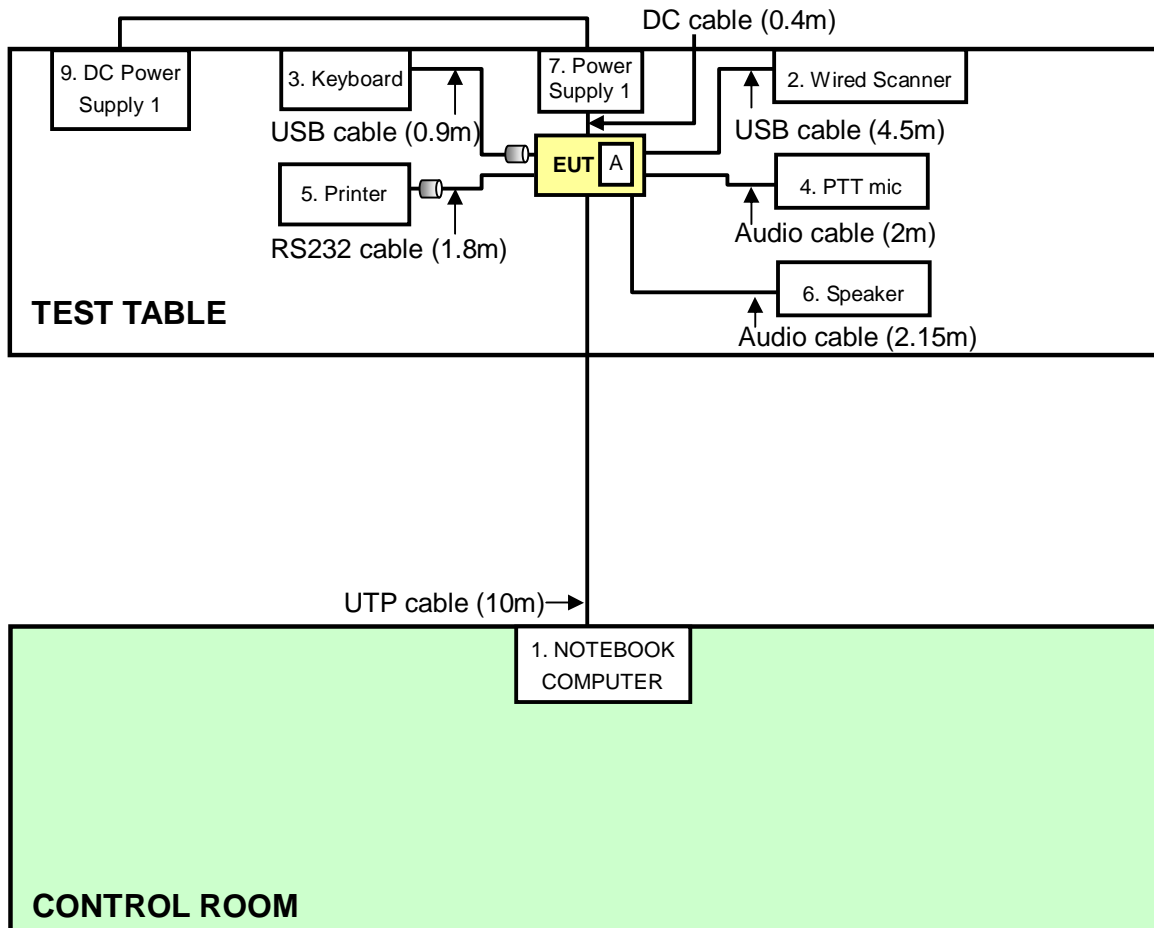 DC cable (0.4m)
9. DC Power
Supply 1
3. Keyboard
7. Power
Supply 1
2. Wired Scanner
USB cable (0.9m)
USB cable (4.5m)
EUT
A
5. Printer
4. PTT mic
RS232 cable (1.8m)
Audio cable (2m)
6. Speaker
TEST TABLE
Audio cable (2.15m)
UTP cable (10m)
1. NOTEBOOK
COMPUTER
CONTROL ROOM